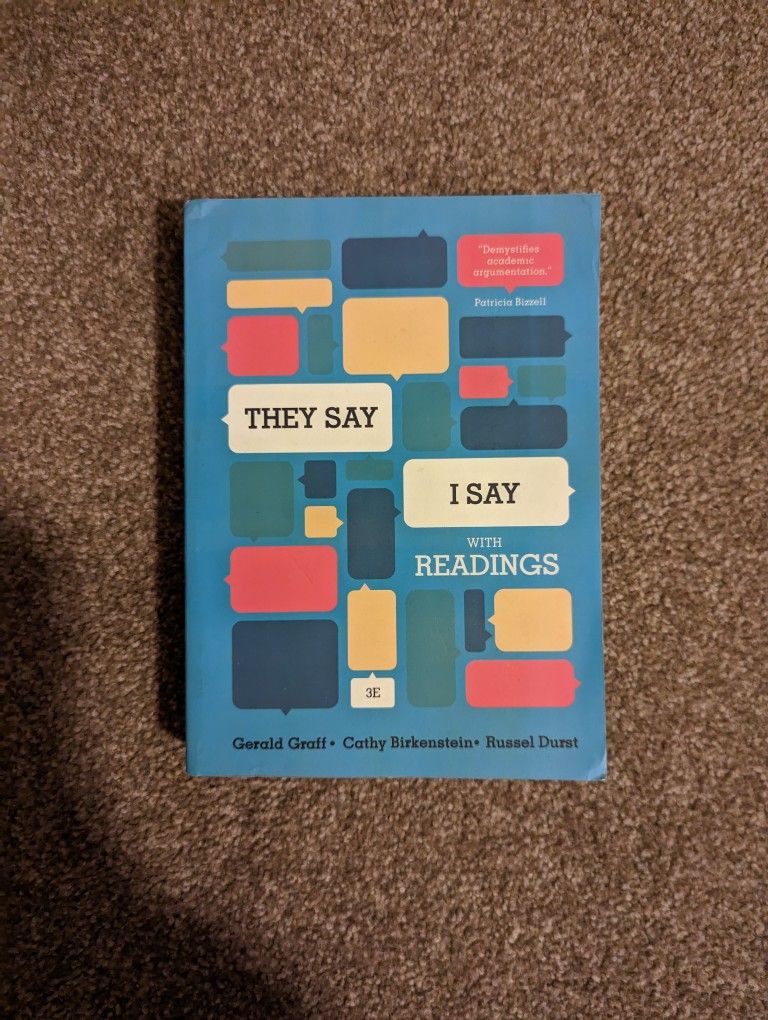 "Demystifies
academic
argumentation."
Patricia Bizzell
THEY SAY
I SAY
WITH
READINGS
3E
Gerald Graff • Cathy Birkenstein• Russel Durst